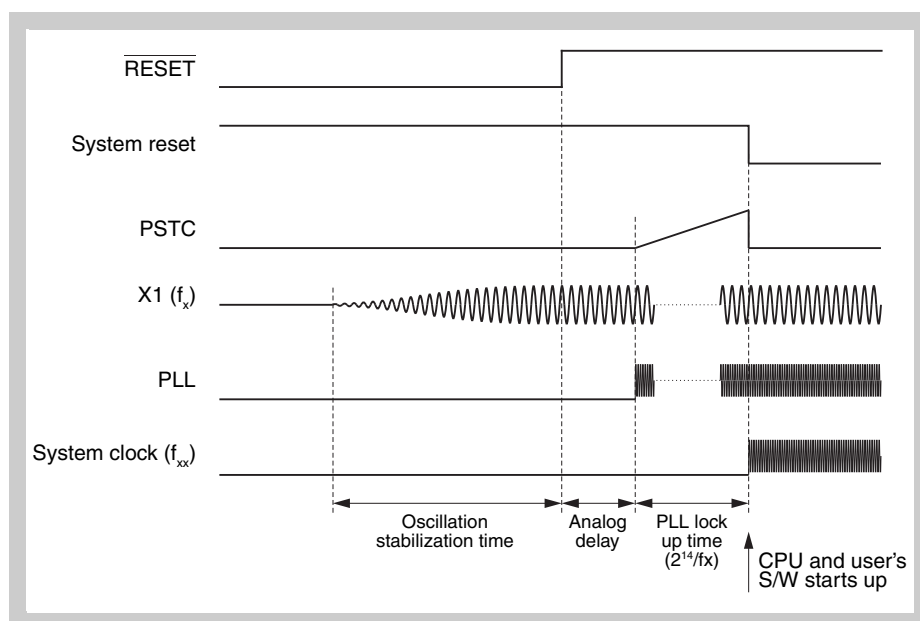 RESET
System reset
PSTC
X1 (fx)
PLL
System clock (fxx)
Oscillation
stabilization time
Analog
delay
PLL lock
up time
(2¹⁴/fx)
CPU and user's
S/W starts up